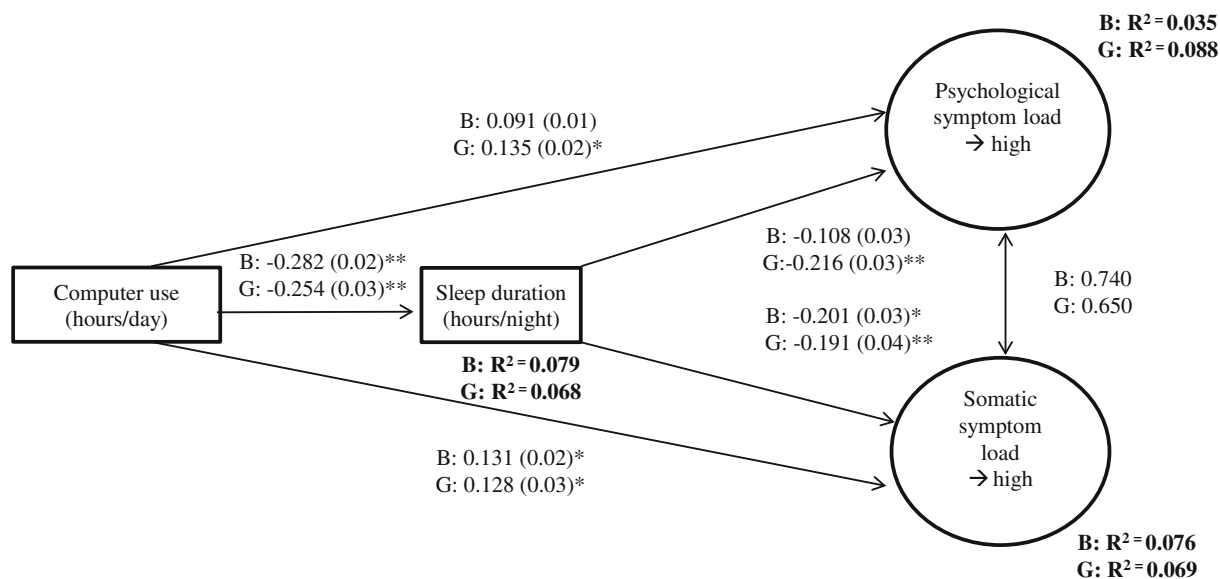 B: R² = 0.035
G: R² = 0.088
Psychological
symptom load
→ high
B: 0.091 (0.01)
G: 0.135 (0.02)*
B: -0.108 (0.03)
G:-0.216 (0.03)**
B: -0.282 (0.02)**
G: -0.254 (0.03)**
Computer use
(hours/day)
Sleep duration
(hours/night)
B: 0.740
G: 0.650
B: -0.201 (0.03)*
G: -0.191 (0.04)**
B: R² = 0.079
G: R² = 0.068
Somatic
symptom
load
→ high
B: 0.131 (0.02)*
G: 0.128 (0.03)*
B: R² = 0.076
G: R² = 0.069